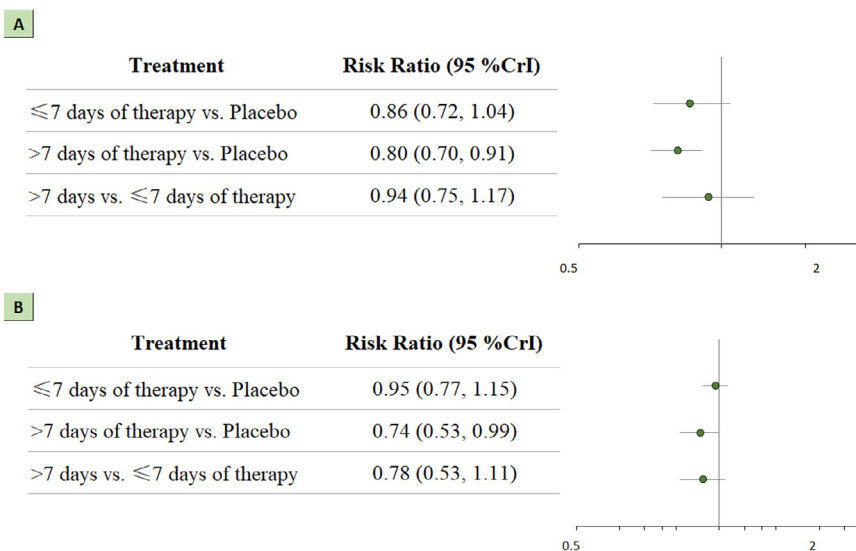 A
Treatment Risk Ratio (95 %CrI)
≤7 days of therapy vs. Placebo 0.86 (0.72, 1.04)
>7 days of therapy vs. Placebo 0.80 (0.70, 0.91)
>7 days vs. ≤7 days of therapy 0.94 (0.75, 1.17)
0.5 2
B
Treatment Risk Ratio (95 %CrI)
≤7 days of therapy vs. Placebo 0.95 (0.77, 1.15)
>7 days of therapy vs. Placebo 0.74 (0.53, 0.99)
>7 days vs. ≤7 days of therapy 0.78 (0.53, 1.11)
0.5 2